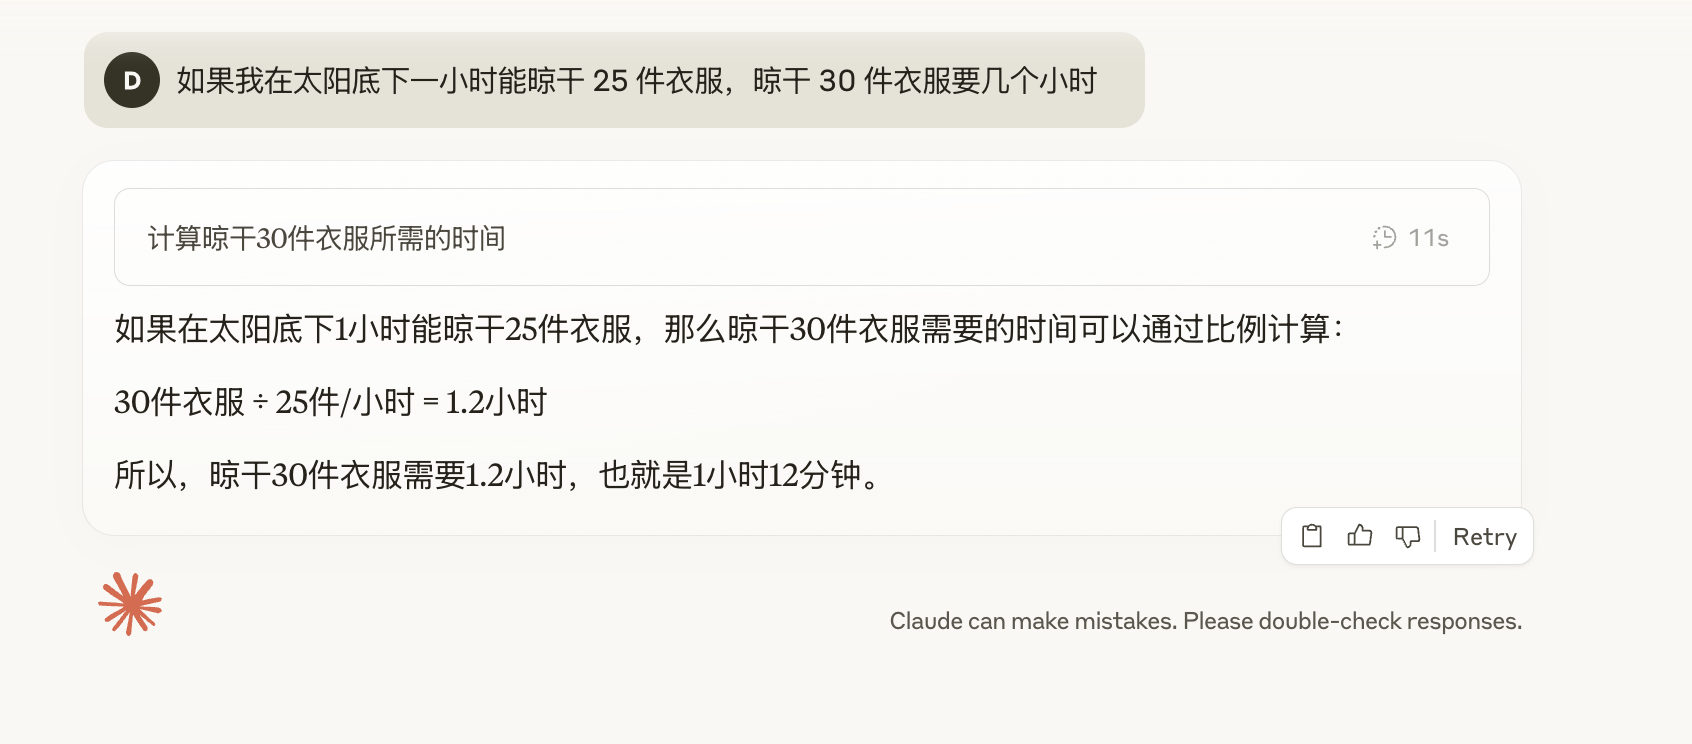 D
如果我在太阳底下一小时能晾干 25 件衣服，晾干 30 件衣服要几个小时
计算晾干30件衣服所需的时间
11s
如果在太阳底下1小时能晾干25件衣服，那么晾干30件衣服需要的时间可以通过比例计算：
30件衣服 ÷ 25件/小时 = 1.2小时
所以，晾干30件衣服需要1.2小时，也就是1小时12分钟。
Retry
Claude can make mistakes. Please double-check responses.